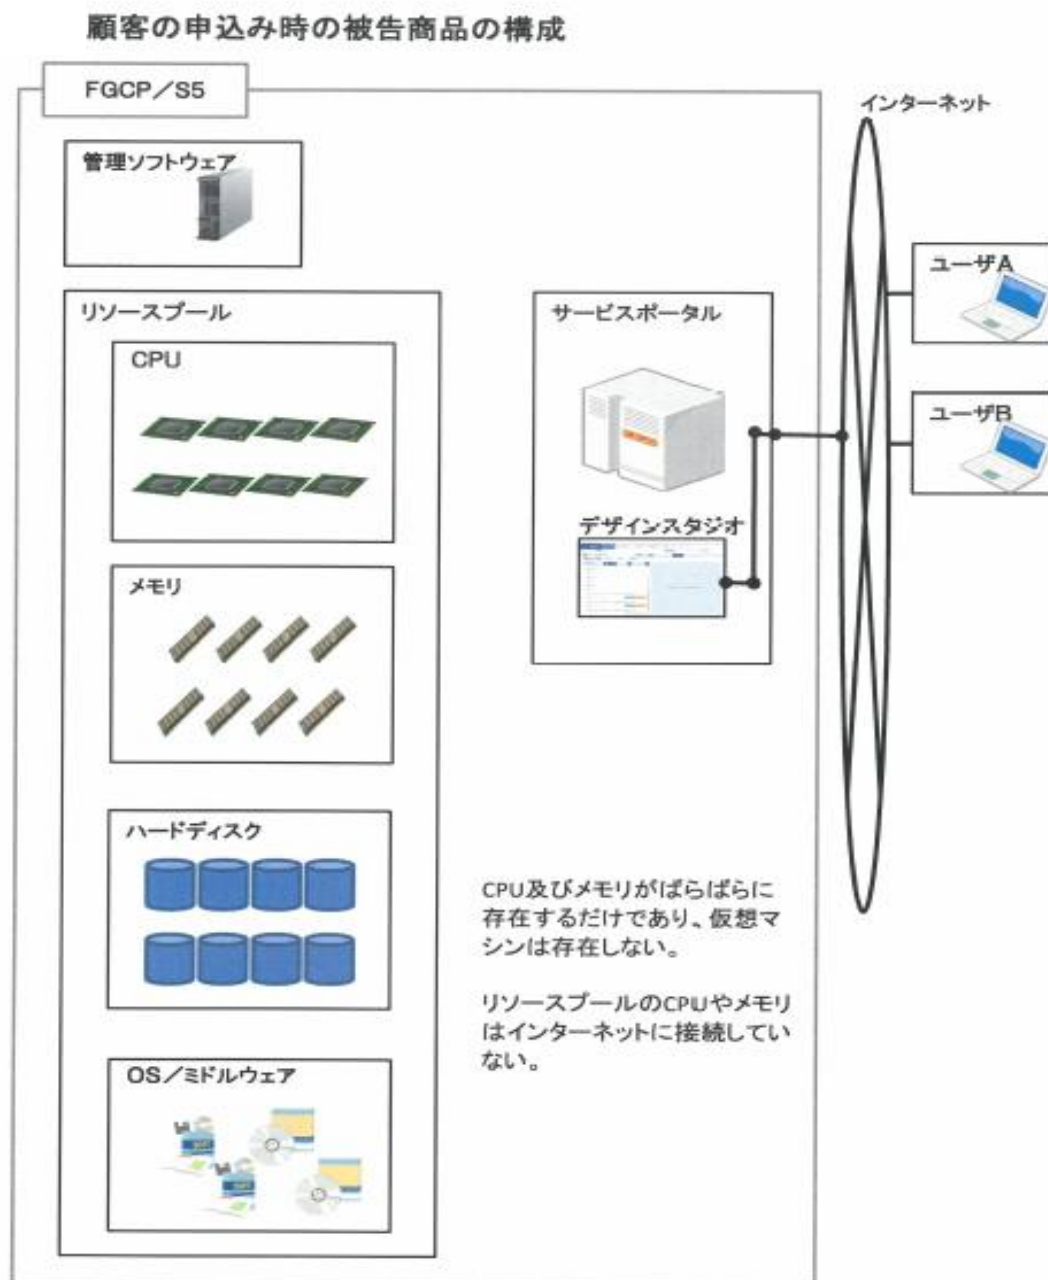 顧客の申込み時の被告商品の構成
FGCP／S5
インターネット
管理ソフトウェア
ユーザA
リソースプール
サービスポータル
CPU
ユーザB
デザインスタジオ
メモリ
ハードディスク
CPU及びメモリがばらばらに
存在するだけであり、仮想マ
シンは存在しない。
リソースプールのCPUやメモリ
はインターネットに接続してい
ない。
OS／ミドルウェア